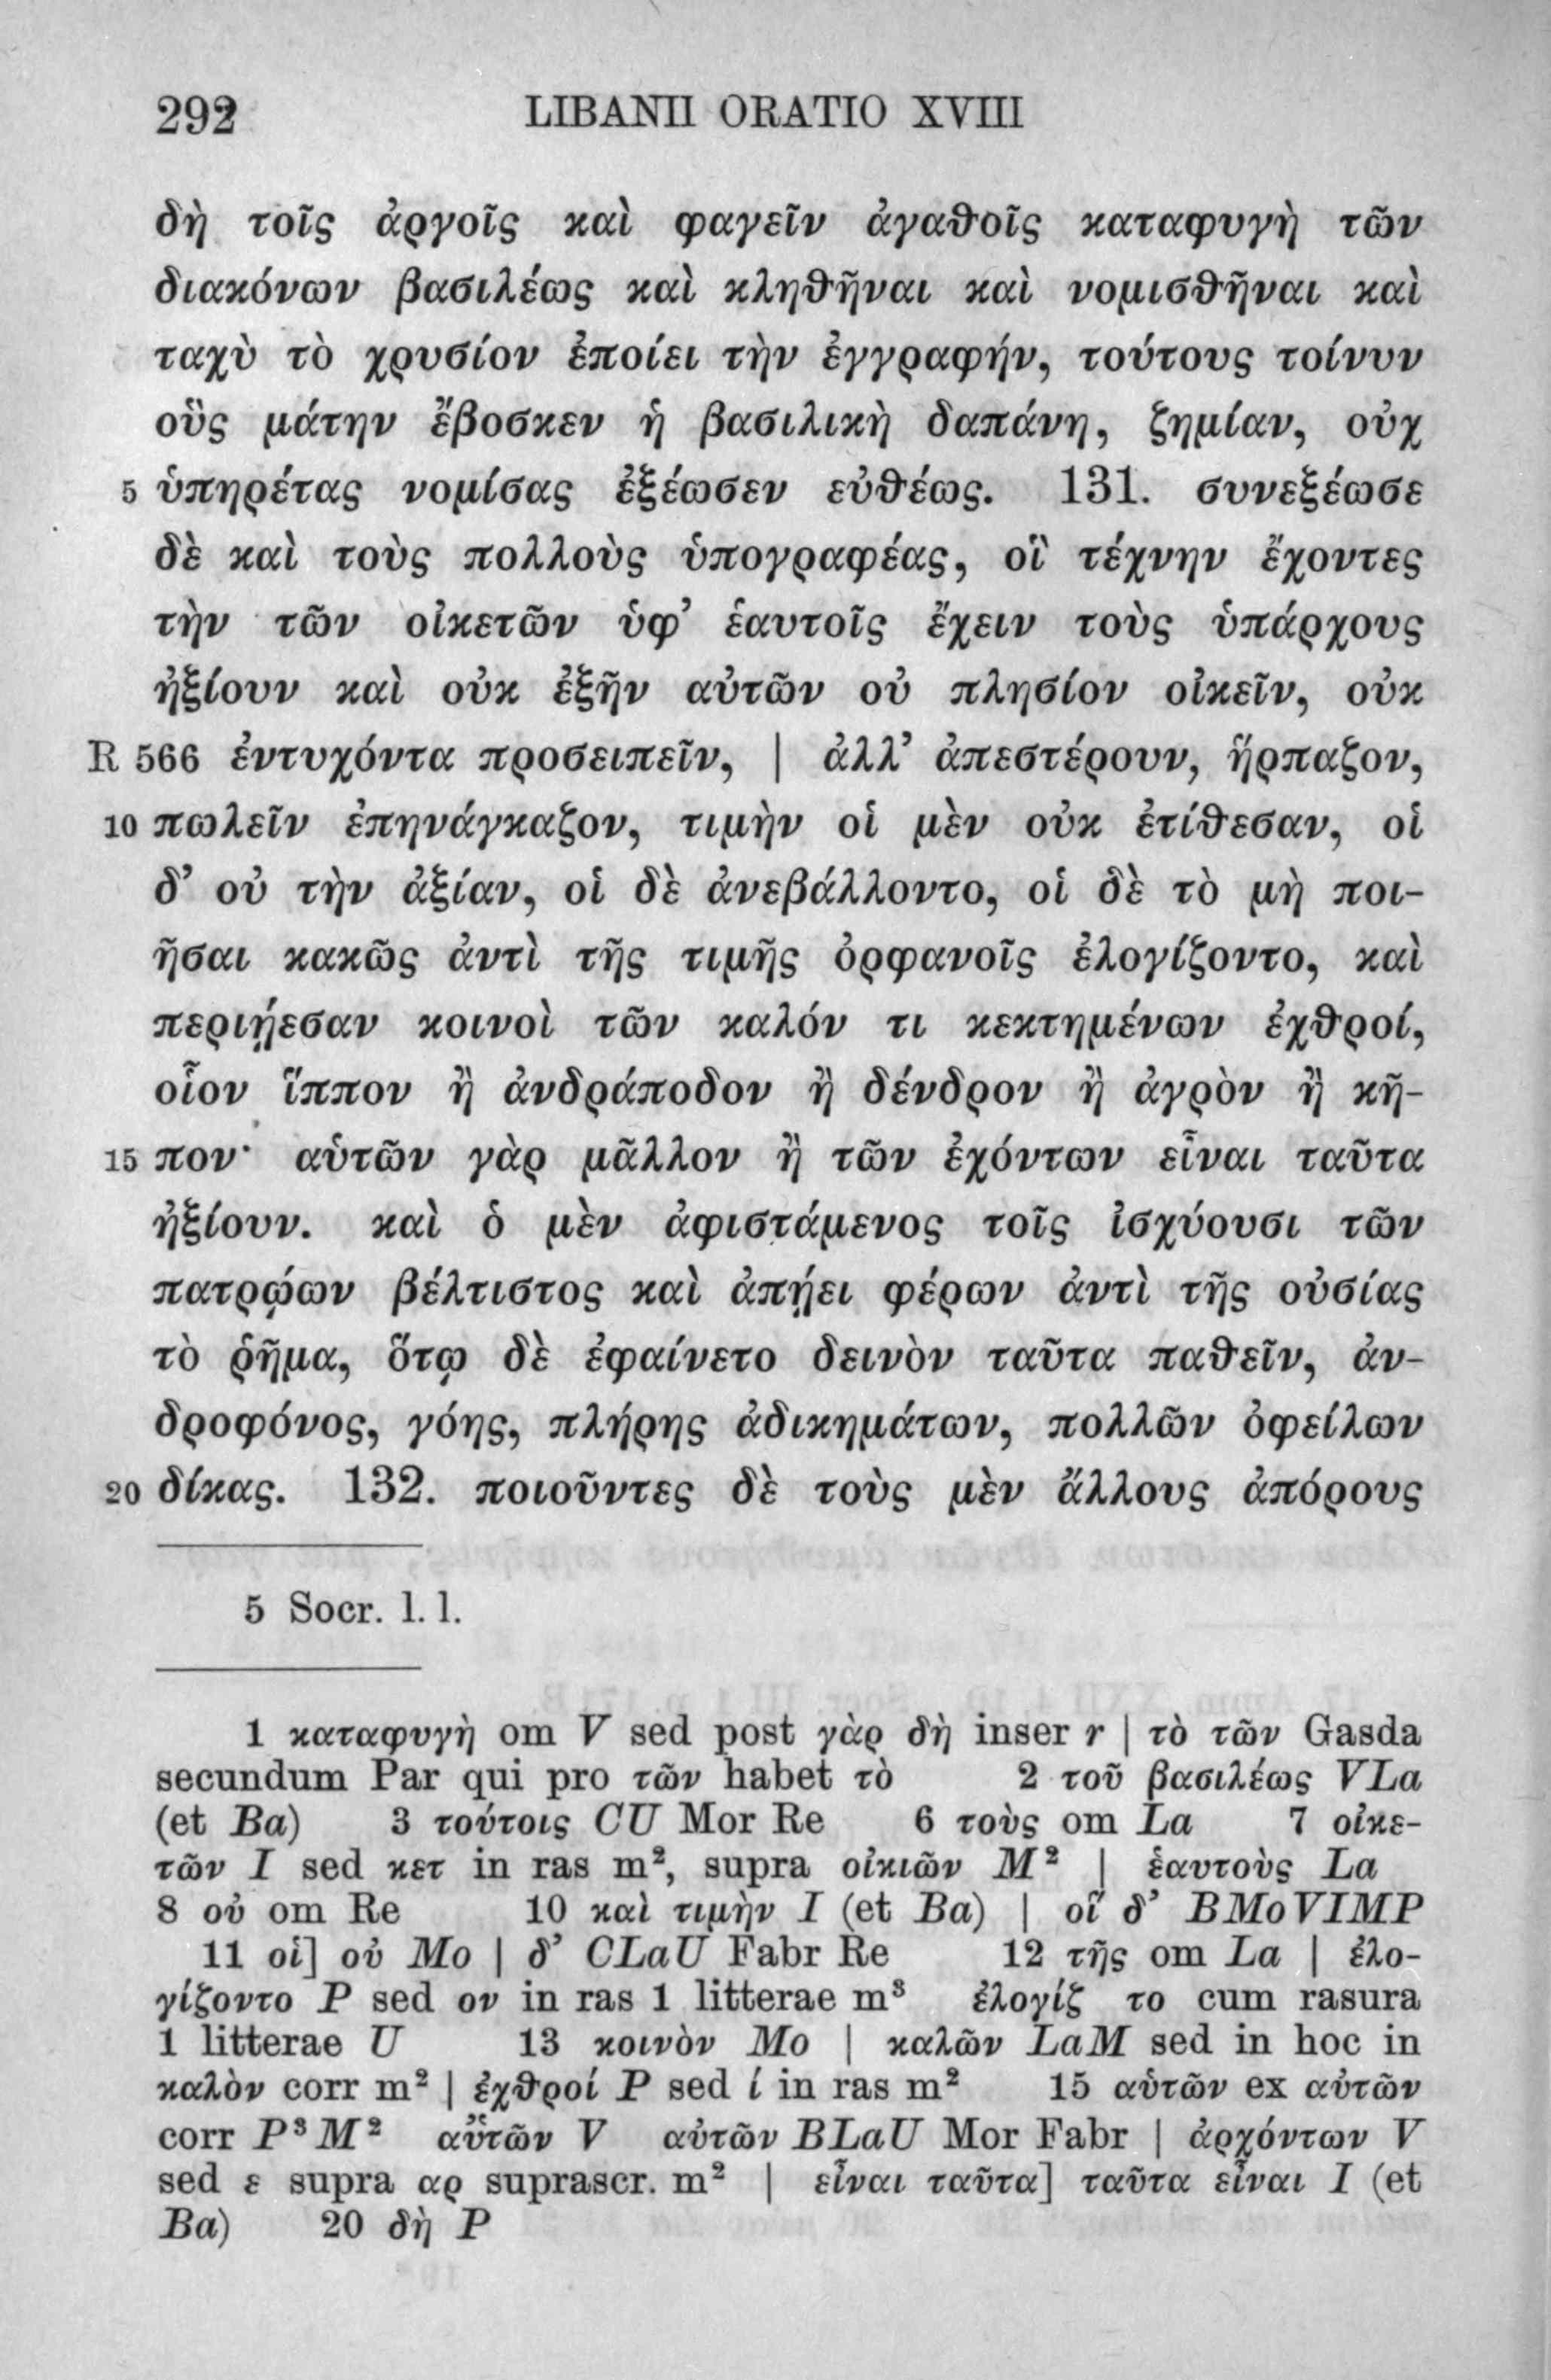 292 LIBANII ORATIO XVIII
δὴ τοῖς ἀργοῖς καὶ φαγεῖν ἀγαθοῖς καταφυγὴ τῶν
διακόνων βασιλέως καὶ κληθῆναι καὶ νομισθῆναι καὶ
ταχὺ τὸ χρυσίον ἐποίει τὴν ἐγγραφήν, τούτους τοίνυν
οὓς μάτην ἔβοσκεν ἡ βασιλικὴ δαπάνη, ζημίαν, οὐχ
5 ὑπηρέτας νομίσας ἐξέωσεν εὐθέως. 131. συνεξέωσε
δὲ καὶ τοὺς πολλοὺς ὑπογραφέας, οἳ τέχνην ἔχοντες
τὴν τῶν οἰκετῶν ὑφ’ ἑαυτοῖς ἔχειν τοὺς ὑπάρχους
ἠξίουν καὶ οὐκ ἐξῆν αὐτῶν οὐ πλησίον οἰκεῖν, οὐκ
R 566 ἐντυχόντα προσειπεῖν, | ἀλλ’ ἀπεστέρουν, ἥρπαζον,
10 πωλεῖν ἐπηνάγκαζον, τιμὴν οἱ μὲν οὐκ ἐτίθεσαν, οἱ
δ’ οὐ τὴν ἀξίαν, οἱ δὲ ἀνεβάλλοντο, οἱ δὲ τὸ μὴ ποι-
ῆσαι κακῶς ἀντὶ τῆς τιμῆς ὀρφανοῖς ἐλογίζοντο, καὶ
περιῄεσαν κοινοὶ τῶν καλόν τι κεκτημένων ἐχθροί,
οἷον ἵππον ἢ ἀνδράποδον ἢ δένδρον ἢ ἀγρὸν ἢ κῆ-
15 πον· αὑτῶν γὰρ μᾶλλον ἢ τῶν ἐχόντων εἶναι ταῦτα
ἠξίουν. καὶ ὁ μὲν ἀφιστάμενος τοῖς ἰσχύουσι τῶν
πατρῴων βέλτιστος καὶ ἀπῄει φέρων ἀντὶ τῆς οὐσίας
τὸ ῥῆμα, ὅτῳ δὲ ἐφαίνετο δεινὸν ταῦτα παθεῖν, ἀν-
δροφόνος, γόης, πλήρης ἀδικημάτων, πολλῶν ὀφείλων
20 δίκας. 132. ποιοῦντες δὲ τοὺς μὲν ἄλλους ἀπόρους
5 Socr. l. l.
1 καταφυγὴ om V sed post γὰρ δὴ inser r | τὸ τῶν Gasda
secundum Par qui pro τῶν habet τὸ 2 τοῦ βασιλέως VLa
(et Ba) 3 τούτοις CU Mor Re 6 τοὺς om La 7 οἰκε-
τῶν I sed κετ in ras m², supra οἰκιῶν M² | ἑαυτοὺς La
8 οὐ om Re 10 καὶ τιμὴν I (et Ba) | οἵ δ’ BMoVIMP
11 οἱ] οὐ Mo | δ’ CLaU Fabr Re 12 τῆς om La | ἐλο-
γίζοντο P sed ον in ras 1 litterae m³ ἐλογίζ το cum rasura
1 litterae U 13 κοινὸν Mo | καλῶν LaM sed in hoc in
καλὸν corr m² | ἐχθροί P sed ί in ras m² 15 αὑτῶν ex αὐτῶν
corr P³M² αὐτῶν V αὐτῶν BLaU Mor Fabr | ἀρχόντων V
sed ε supra αρ suprascr. m² | εἶναι ταῦτα] ταῦτα εἶναι I (et
Ba) 20 δὴ P